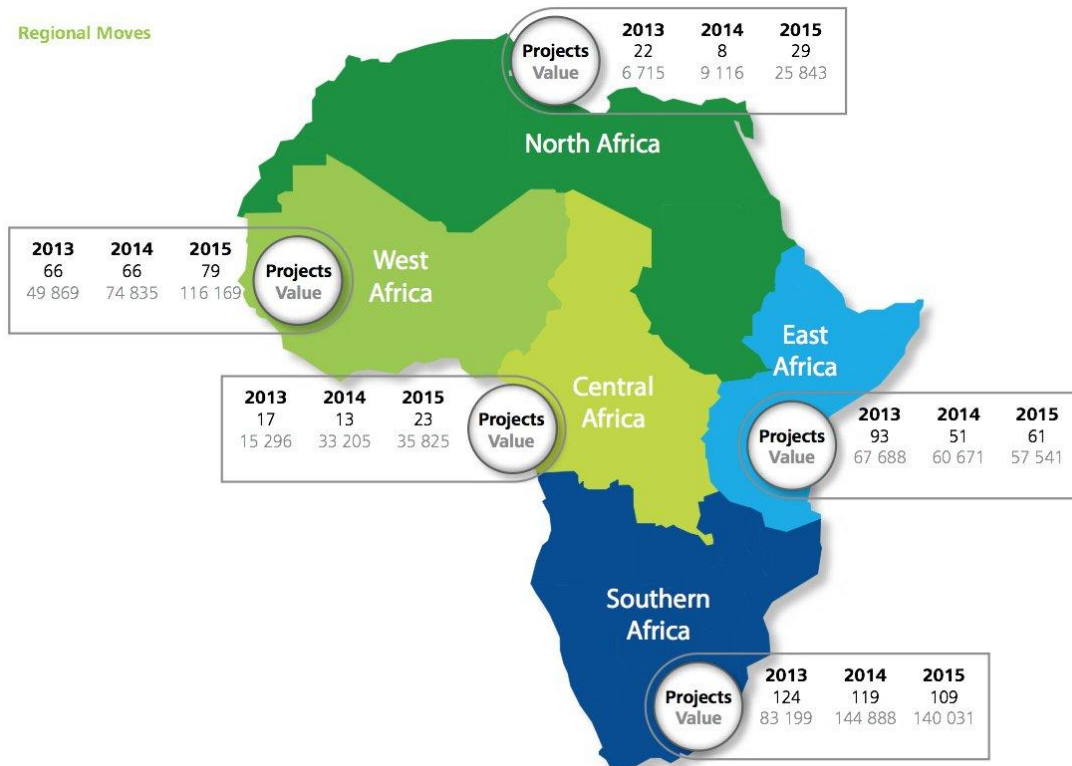 Regional Moves
Projects
Value
2013 2014 2015
22 8 29
6 715 9 116 25 843
North Africa
2013 2014 2015
66 66 79
49 869 74 835 116 169
Projects
Value
West
Africa
East
Africa
2013 2014 2015
17 13 23
15 296 33 205 35 825
Projects
Value
Central
Africa
Projects
Value
2013 2014 2015
93 51 61
67 688 60 671 57 541
Southern
Africa
Projects
Value
2013 2014 2015
124 119 109
83 199 144 888 140 031